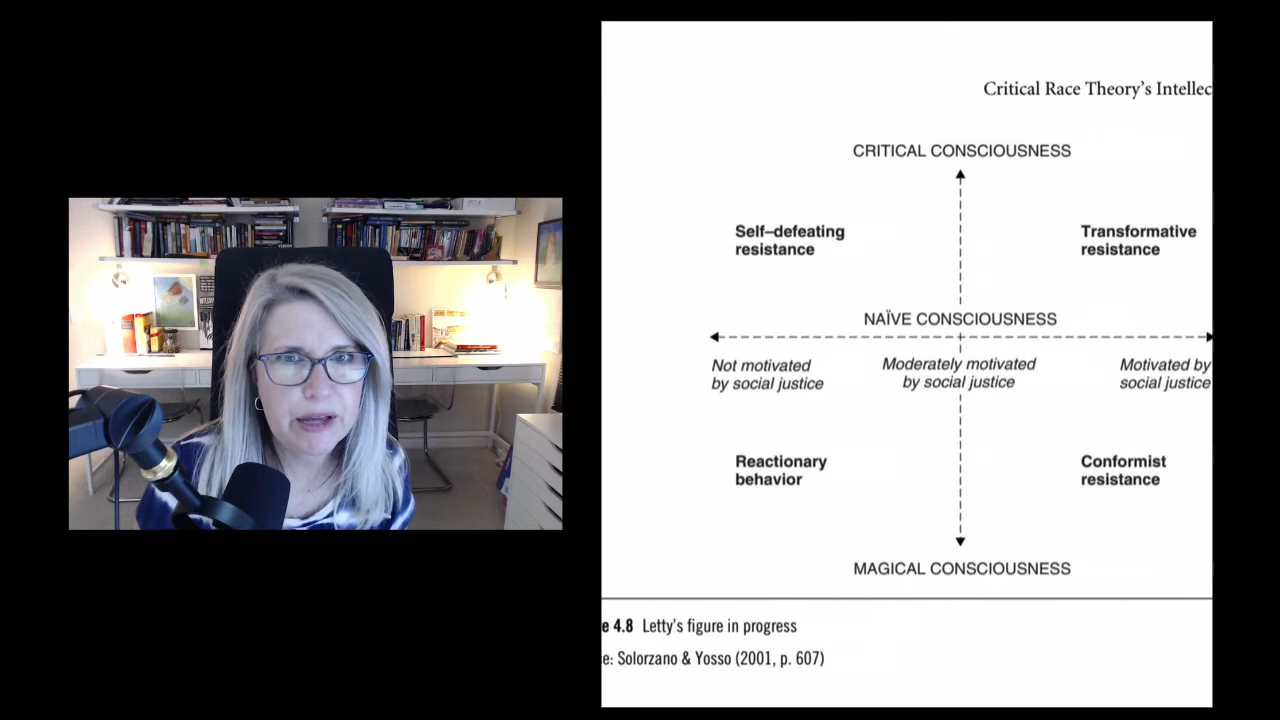 Critical Race Theory's Intellec
CRITICAL CONSCIOUSNESS
Self–defeating
resistance
Transformative
resistance
NAÏVE CONSCIOUSNESS
Not motivated
by social justice
Moderately motivated
by social justice
Motivated by
social justice
Reactionary
behavior
Conformist
resistance
MAGICAL CONSCIOUSNESS
e 4.8 Letty's figure in progress
e: Solorzano & Yosso (2001, p. 607)